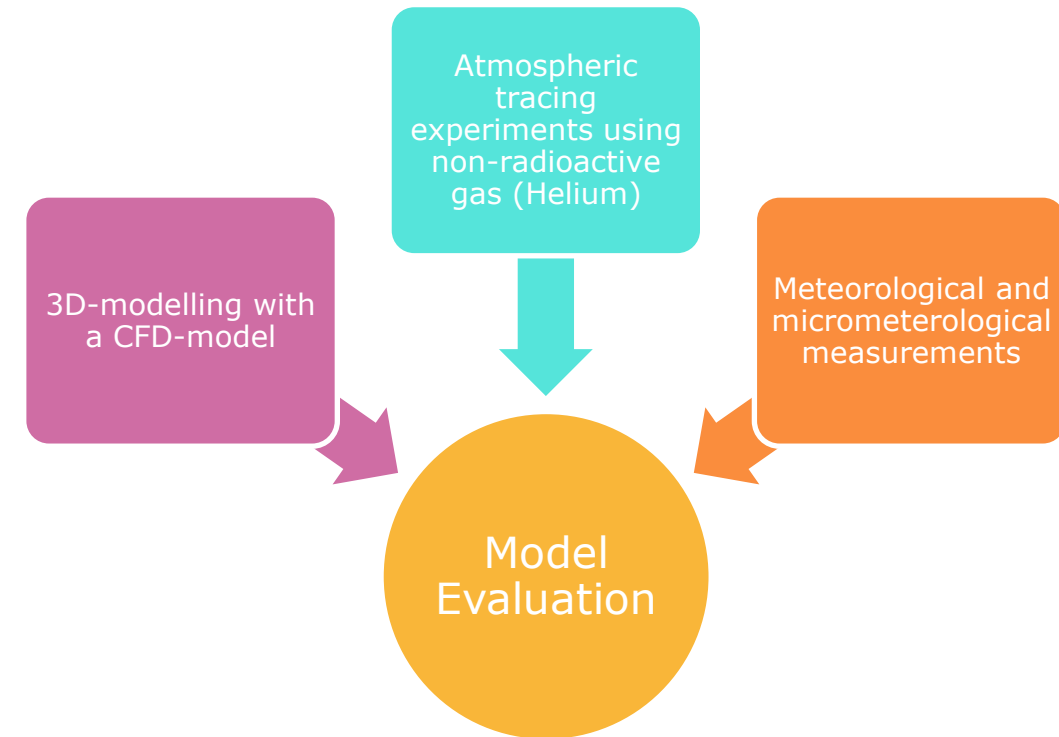 Atmospheric
tracing
experiments using
non-radioactive
gas (Helium)
3D-modelling with
a CFD-model
Meteorological and
micrometerological
measurements
Model
Evaluation